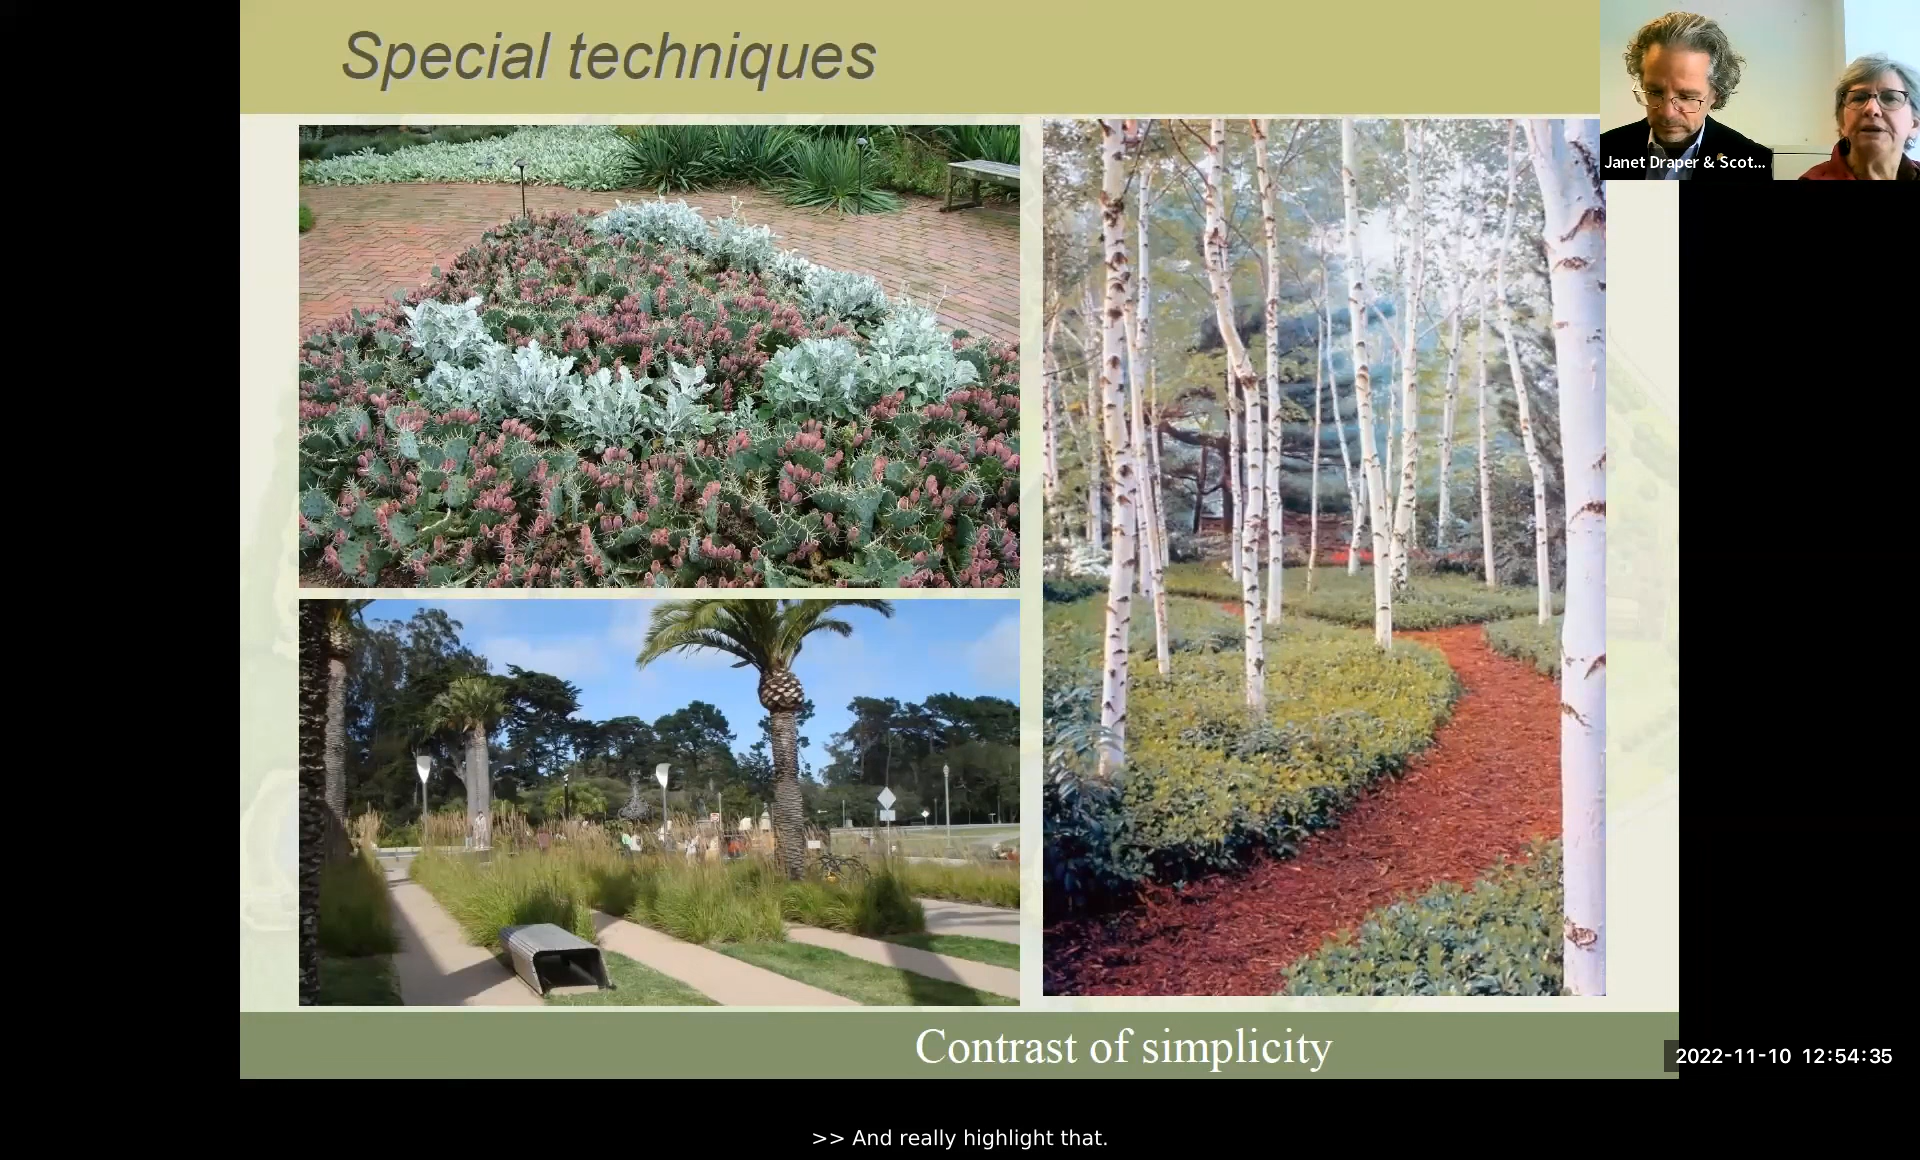 Special techniques
Janet Draper & Scot...
Contrast of simplicity
2022-11-10 12:54:35
>> And really highlight that.